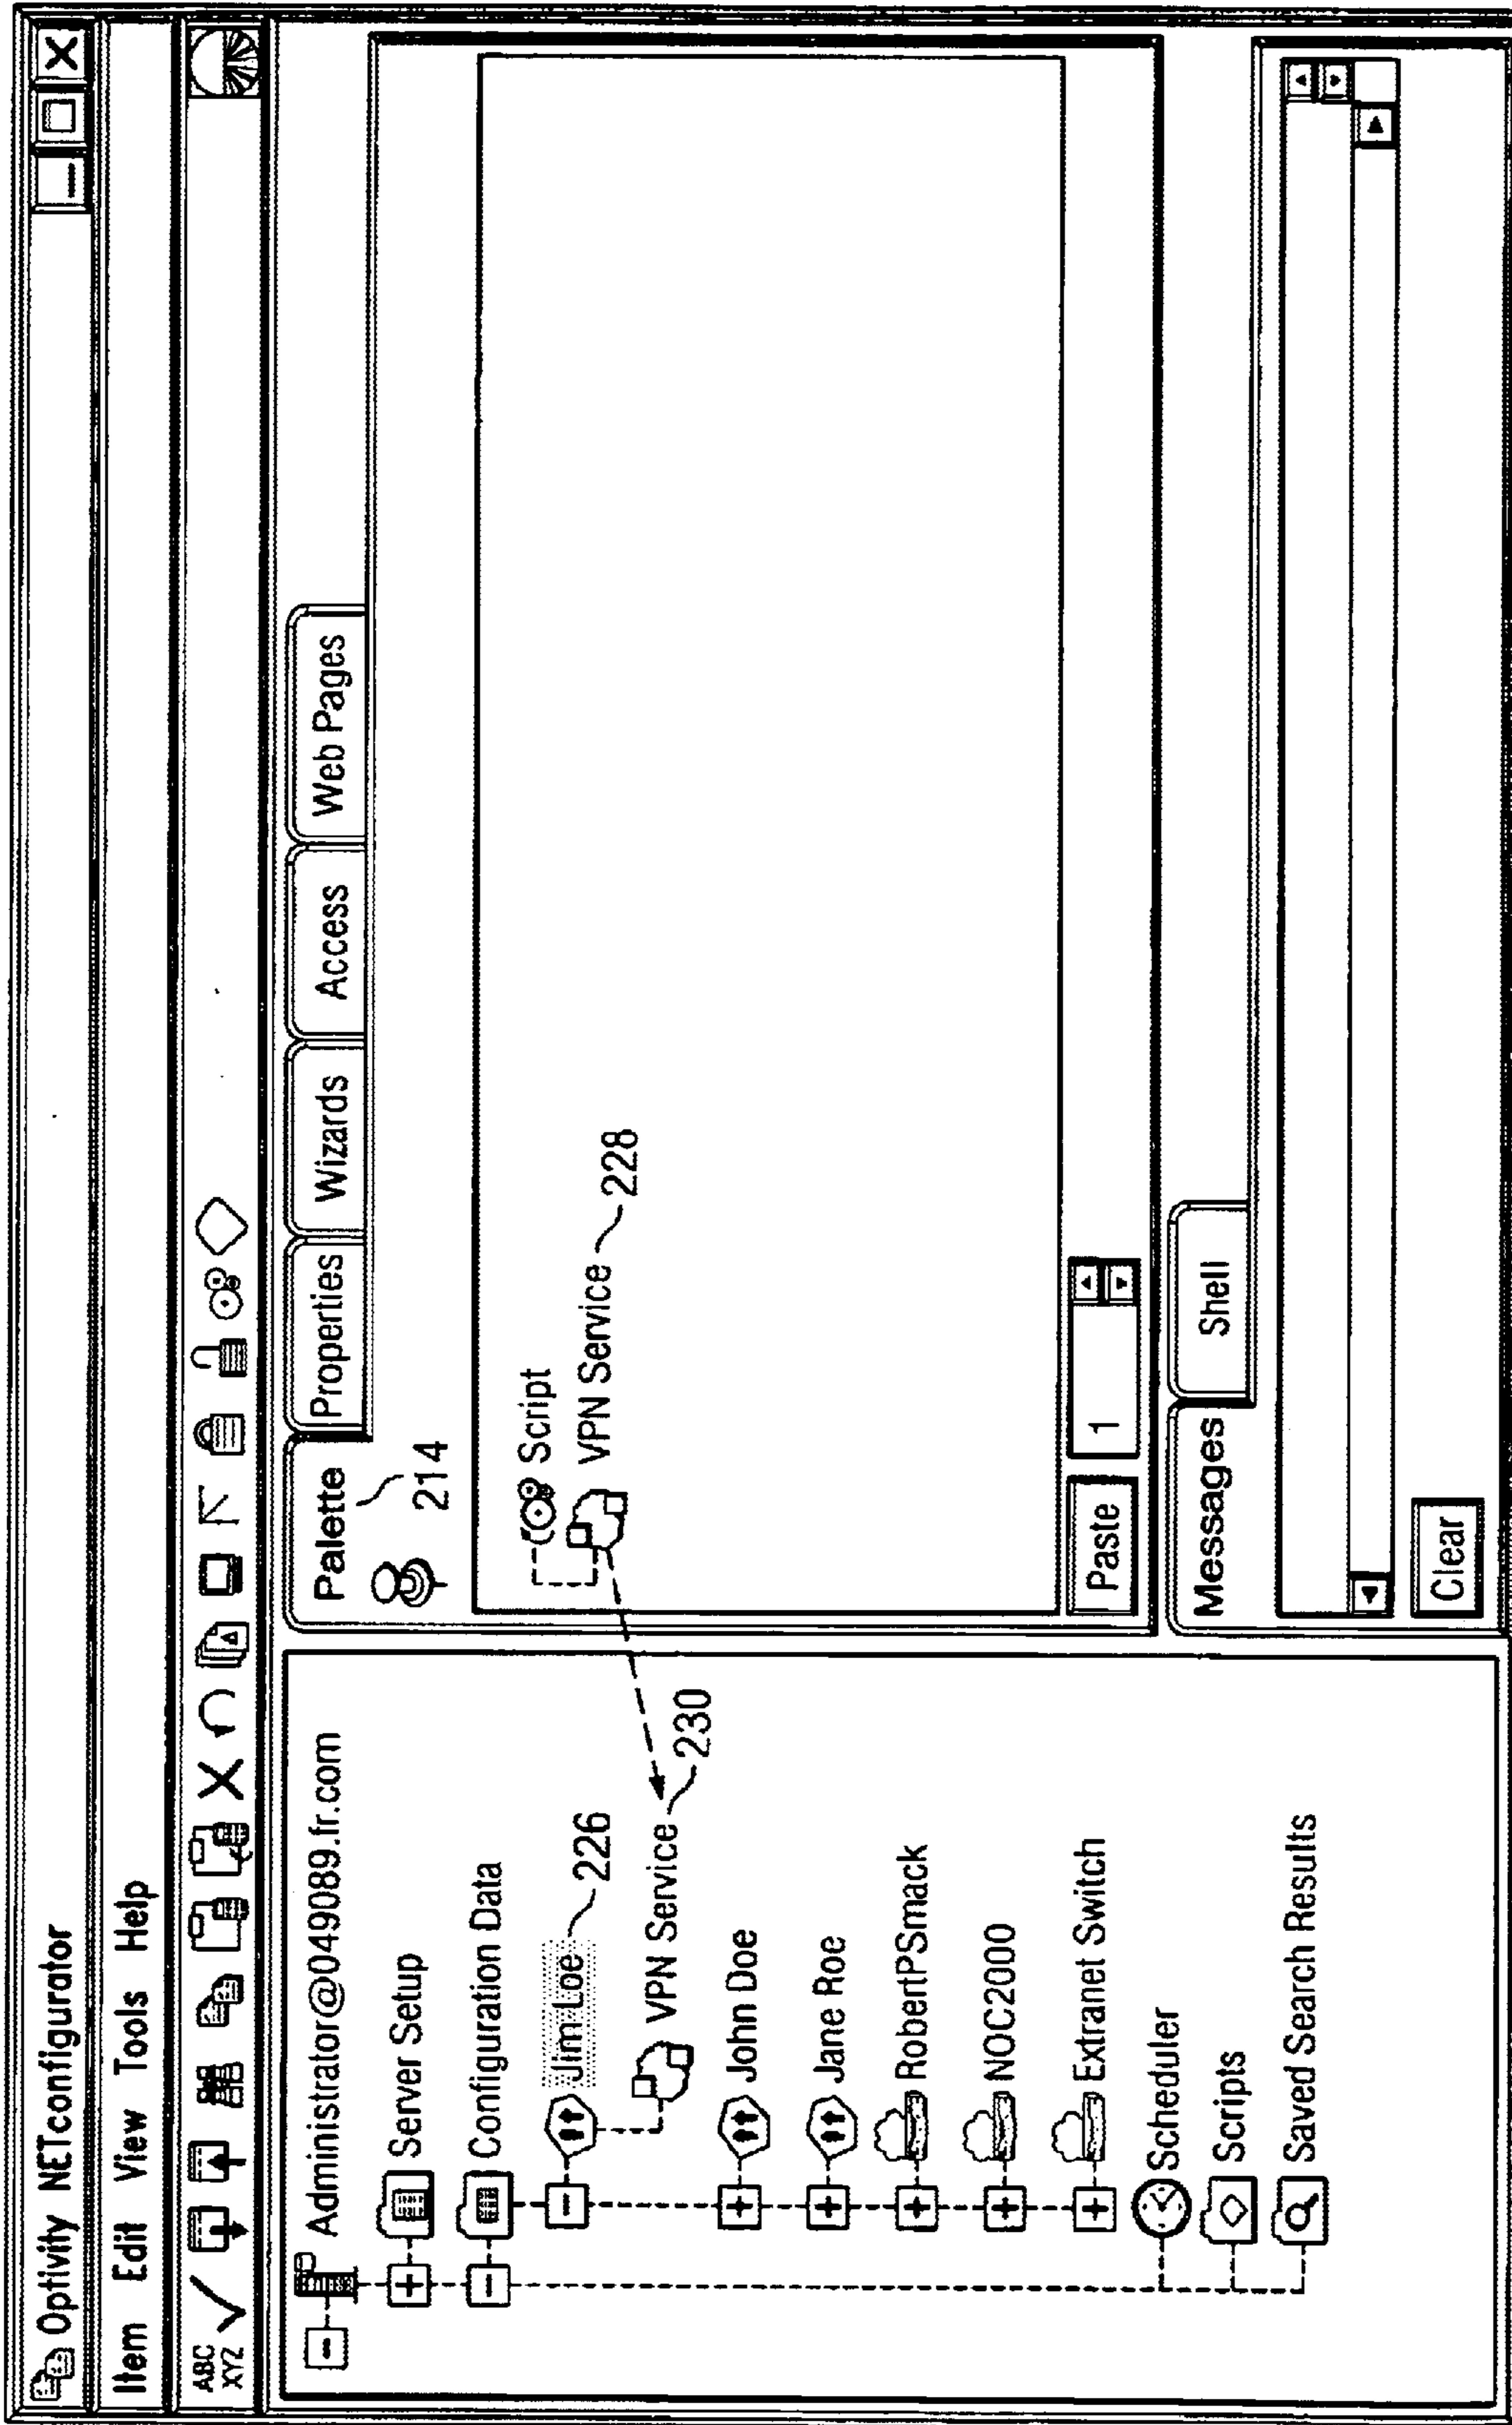 Optivity NETconfigurator
Item Edit View Tools Help
ABC
XYZ
Administrator@049089.fr.com
Server Setup
Configuration Data
Jim Loe 226
VPN Service 230
John Doe
Jane Roe
RobertPSmack
NOC2000
Extranet Switch
Scheduler
Scripts
Saved Search Results
Palette Properties Wizards Access Web Pages
214
Script
VPN Service 228
Paste 1
Messages Shell
Clear